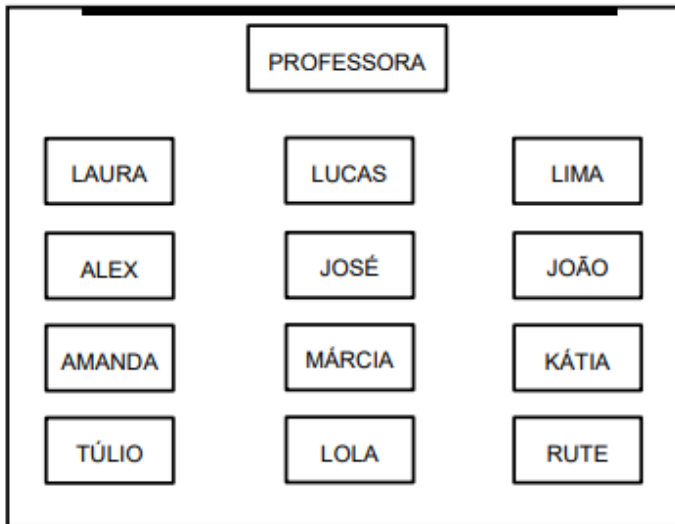 PROFESSORA
LAURA LUCAS LIMA
ALEX JOSÉ JOÃO
AMANDA MÁRCIA KÁTIA
TÚLIO LOLA RUTE